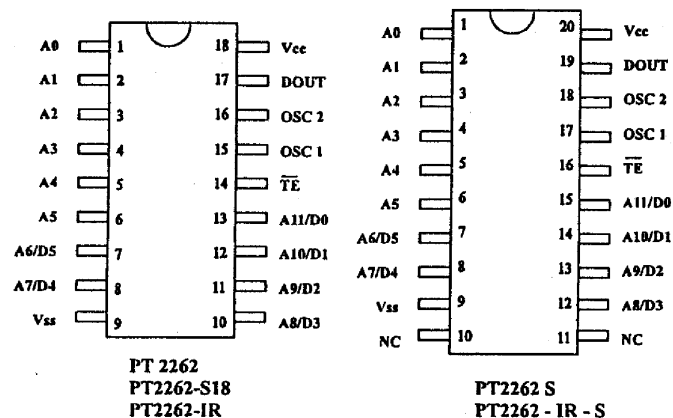 A0 1 18 Vcc
A1 2 17 DOUT
A2 3 16 OSC 2
A3 4 15 OSC 1
A4 5 14 TE
A5 6 13 A11/D0
A6/D5 7 12 A10/D1
A7/D4 8 11 A9/D2
Vss 9 10 A8/D3
PT 2262
PT2262-S18
PT2262-IR
A0 1 20 Vcc
A1 2 19 DOUT
A2 3 18 OSC 2
A3 4 17 OSC 1
A4 5 16 TE
A5 6 15 A11/D0
A6/D5 7 14 A10/D1
A7/D4 8 13 A9/D2
Vss 9 12 A8/D3
NC 10 11 NC
PT2262 S
PT2262 - IR - S